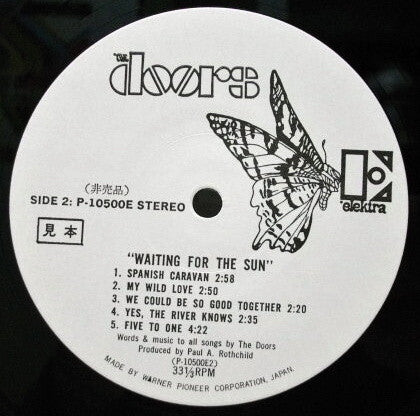 THE
doors
(非売品)
SIDE 2: P-10500E STEREO
見本
elektra
"WAITING FOR THE SUN"
1. SPANISH CARAVAN 2:58
2. MY WILD LOVE 2:50
3. WE COULD BE SO GOOD TOGETHER 2:20
4. YES, THE RIVER KNOWS 2:35
5. FIVE TO ONE 4:22
Words & music to all songs by The Doors
Produced by Paul A. Rothchild
(P-10500E2)
33⅓RPM
MADE BY WARNER PIONEER CORPORATION, JAPAN.